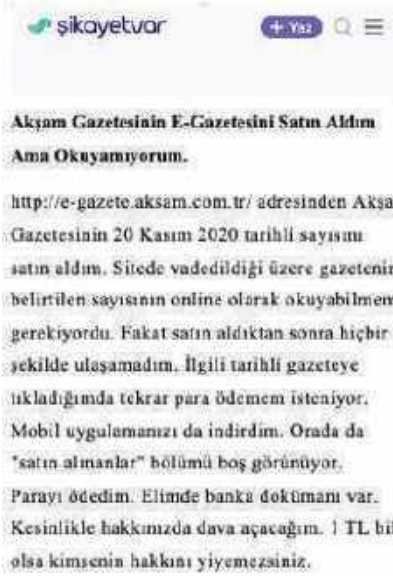 şikayetvar
+ Yaz
Akşam Gazetesinin E-Gazetesini Satın Aldım
Ama Okuyamıyorum.
http://e-gazete.aksam.com.tr/ adresinden Akşa
Gazetesinin 20 Kasım 2020 tarihli sayısını
satın aldım. Sitede vadedildiği üzere gazetenin
belirtilen sayısının online olarak okuyabilmem
gerekiyordu. Fakat satın aldıktan sonra hiçbir
şekilde ulaşamadım. İlgili tarihli gazeteye
tıkladığımda tekrar para ödemem isteniyor.
Mobil uygulamanızı da indirdim. Orada da
"satın alınanlar" bölümü boş görünüyor.
Parayı ödedim. Elimde banka dokümanı var.
Kesinlikle hakkınızda dava açacağım. 1 TL bil
olsa kimsenin hakkını yiyemezsiniz.